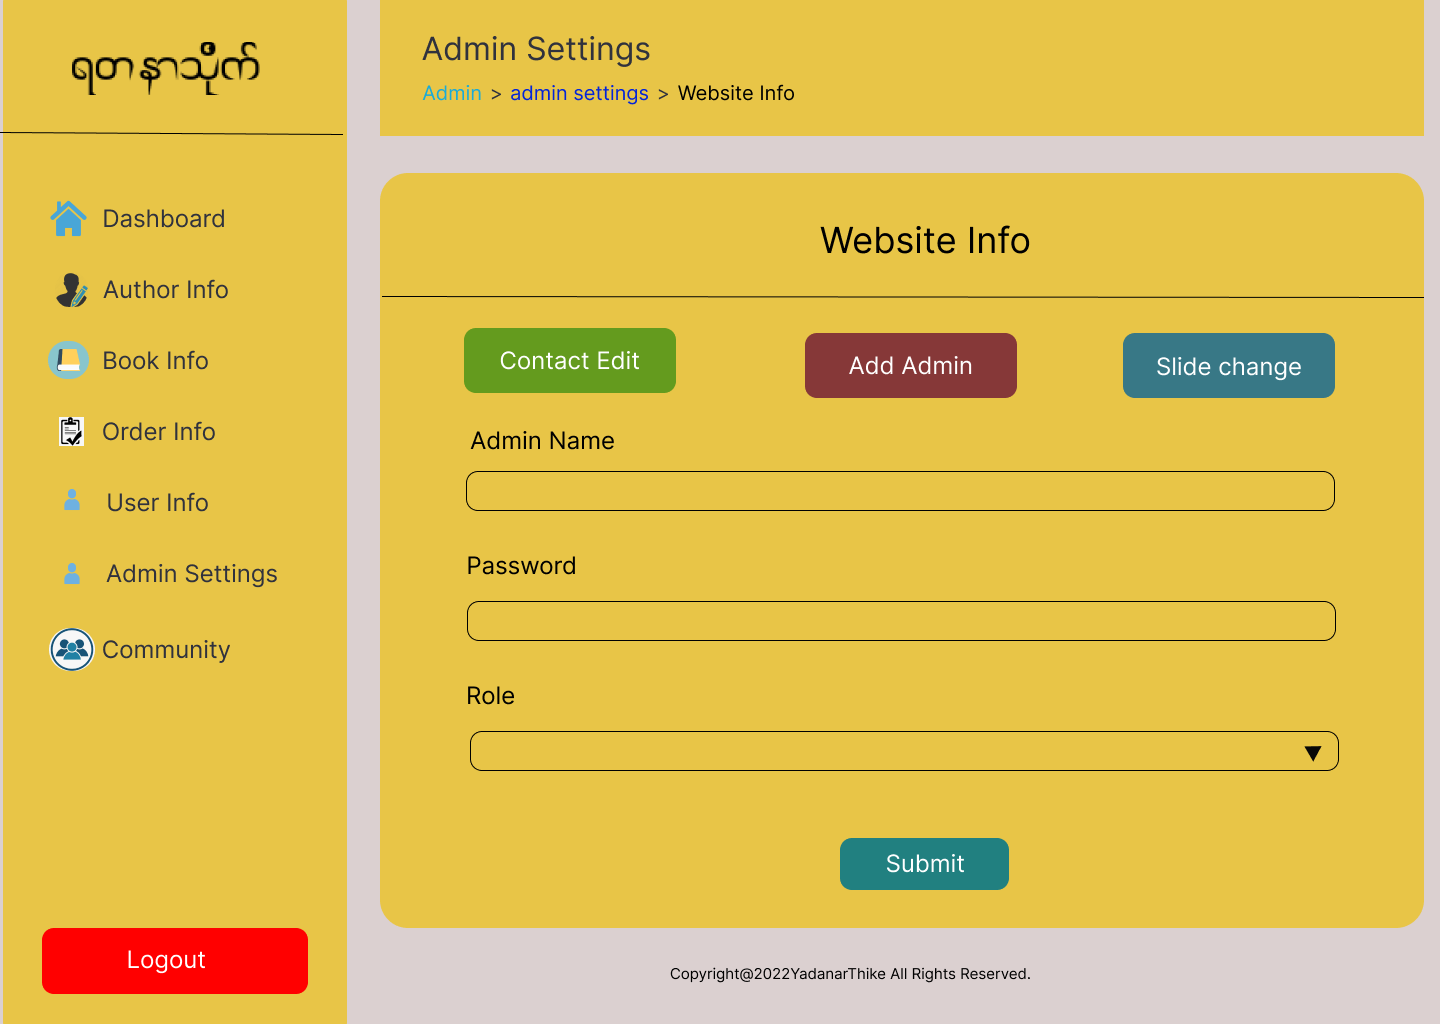 ရတနာသိုက်
Dashboard
Author Info
Book Info
Order Info
User Info
Admin Settings
Community
Logout
Admin Settings
Admin > admin settings > Website Info
Website Info
Contact Edit
Add Admin
Slide change
Admin Name
Password
Role
Submit
Copyright@2022YadanarThike All Rights Reserved.